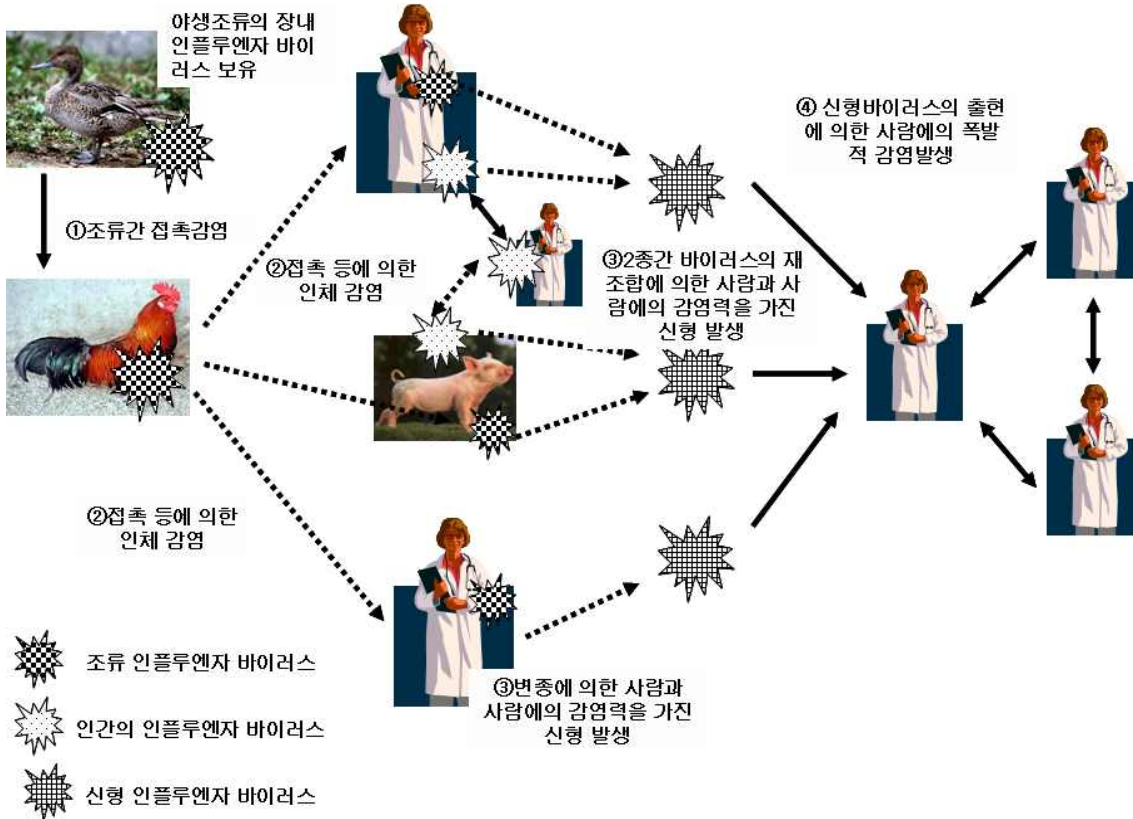 야생조류의 장내
인플루엔자 바이
러스 보유
①조류간 접촉감염
②접촉 등에 의한
인체 감염
③2종간 바이러스의 재
조합에 의한 사람과 사
람에의 감염력을 가진
신형 발생
④ 신형바이러스의 출현
에 의한 사람에의 폭발
적 감염발생
②접촉 등에 의한
인체 감염
③변종에 의한 사람과
사람에의 감염력을 가진
신형 발생
조류 인플루엔자 바이러스
인간의 인플루엔자 바이러스
신형 인플루엔자 바이러스